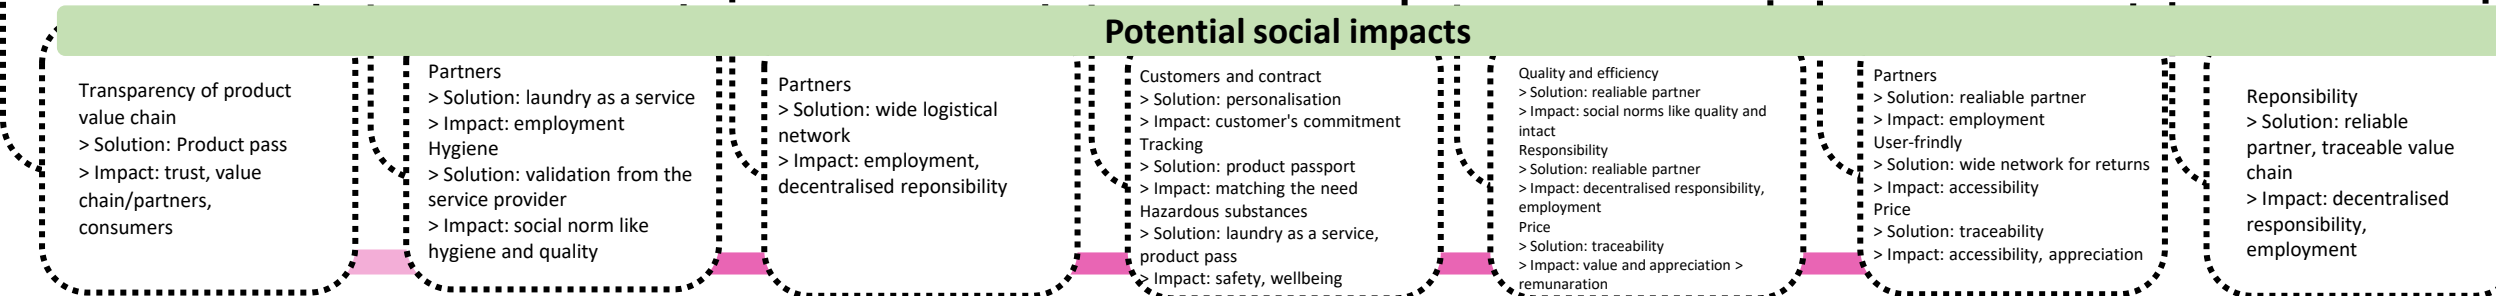 Potential social impacts
Transparency of product
value chain
> Solution: Product pass
> Impact: trust, value
chain/partners,
consumers
Partners
> Solution: laundry as a service
> Impact: employment
Hygiene
> Solution: validation from the
service provider
> Impact: social norm like
hygiene and quality
Partners
> Solution: wide logistical
network
> Impact: employment,
decentralised reponsibility
Customers and contract
> Solution: personalisation
> Impact: customer's commitment
Tracking
> Solution: product passport
> Impact: matching the need
Hazardous substances
> Solution: laundry as a service,
product pass
> Impact: safety, wellbeing
Quality and efficiency
> Solution: realiable partner
> Impact: social norms like quality and
intact
Responsibility
> Solution: realiable partner
> Impact: decentralised responsibility,
employment
Price
> Solution: traceability
> Impact: value and appreciation >
remunaration
Partners
> Solution: realiable partner
> Impact: employment
User-frindly
> Solution: wide network for returns
> Impact: accessibility
Price
> Solution: traceability
> Impact: accessibility, appreciation
Reponsibility
> Solution: reliable
partner, traceable value
chain
> Impact: decentralised
responsibility,
employment